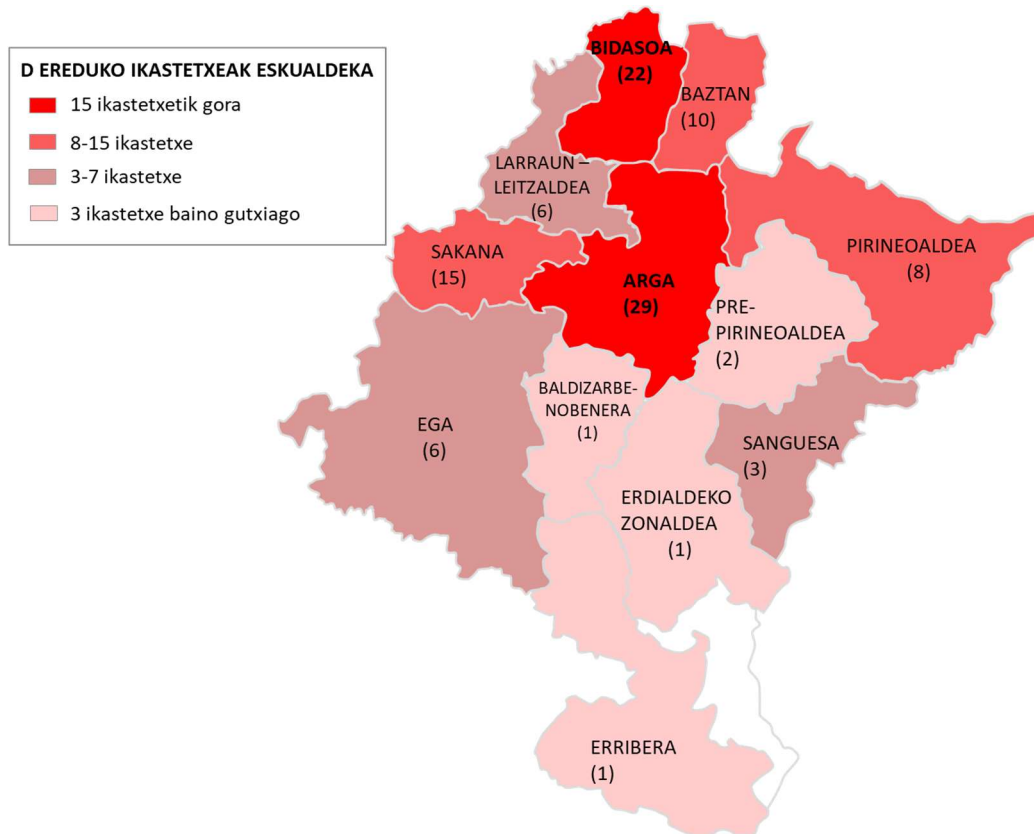 D EREDUKO IKASTETXEAK ESKUALDEKA
15 ikastetxetik gora
8-15 ikastetxe
3-7 ikastetxe
3 ikastetxe baino gutxiago
BIDASOA
(22)
BAZTAN
(10)
LARRAUN –
LEITZALDEA
(6)
SAKANA
(15)
ARGA
(29)
PIRINEOALDEA
(8)
PRE-
PIRINEOALDEA
(2)
EGA
(6)
BALDIZARBE-
NOBENERA
(1)
SANGUESA
(3)
ERDIALDEKO
ZONALDEA
(1)
ERRIBERA
(1)